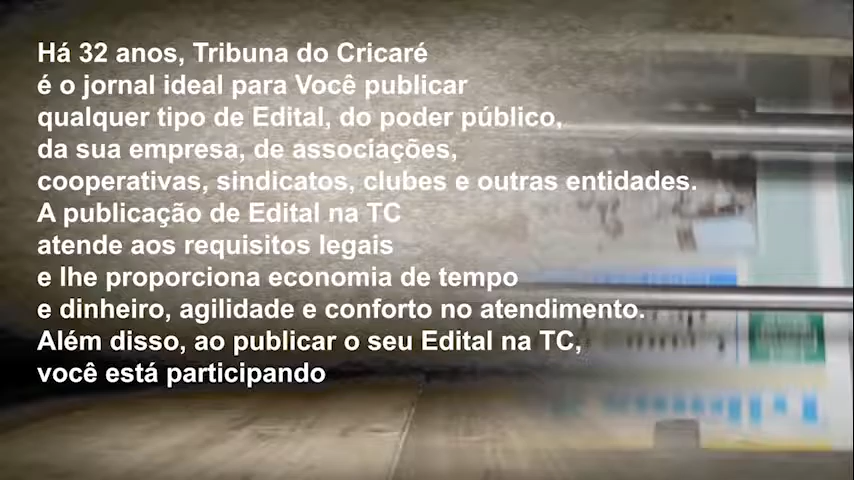 Há 32 anos, Tribuna do Cricaré
é o jornal ideal para Você publicar
qualquer tipo de Edital, do poder público,
da sua empresa, de associações,
cooperativas, sindicatos, clubes e outras entidades.
A publicação de Edital na TC
atende aos requisitos legais
e lhe proporciona economia de tempo
e dinheiro, agilidade e conforto no atendimento.
Além disso, ao publicar o seu Edital na TC,
você está participando